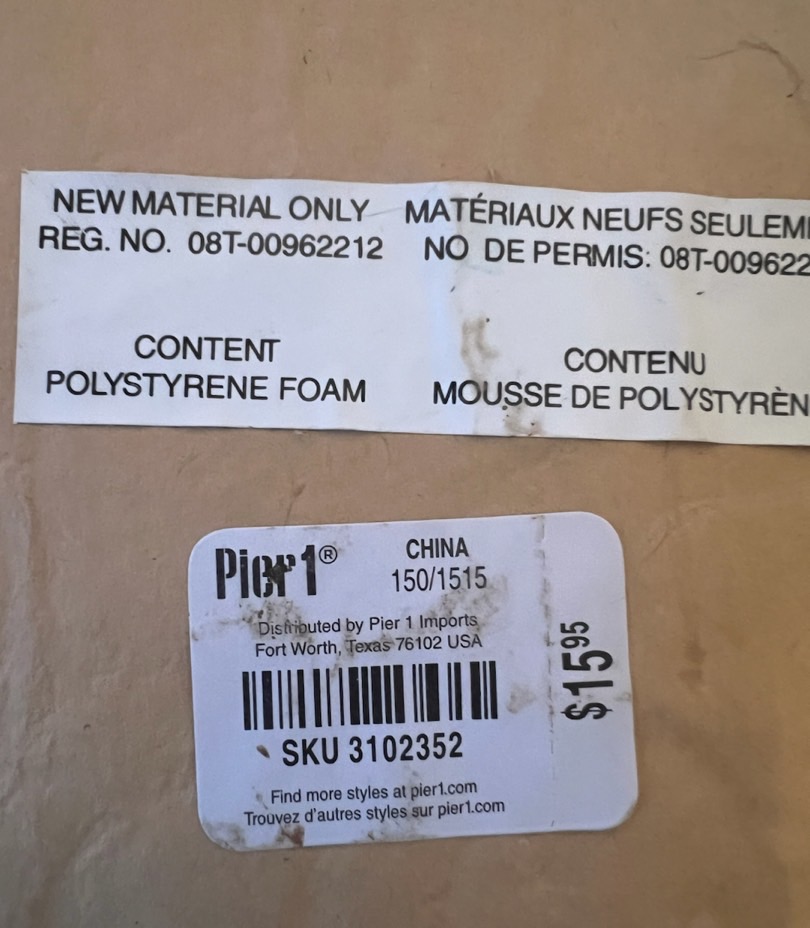 NEW MATERIAL ONLY
REG. NO. 08T-00962212
CONTENT
POLYSTYRENE FOAM
MATÉRIAUX NEUFS SEULEM
NO DE PERMIS: 08T-009622
CONTENU
MOUSSE DE POLYSTYRÈN
Pier1®
CHINA
150/1515
Distributed by Pier 1 Imports
Fort Worth, Texas 76102 USA
SKU 3102352
Find more styles at pier1.com
Trouvez d'autres styles sur pier1.com
$15.95